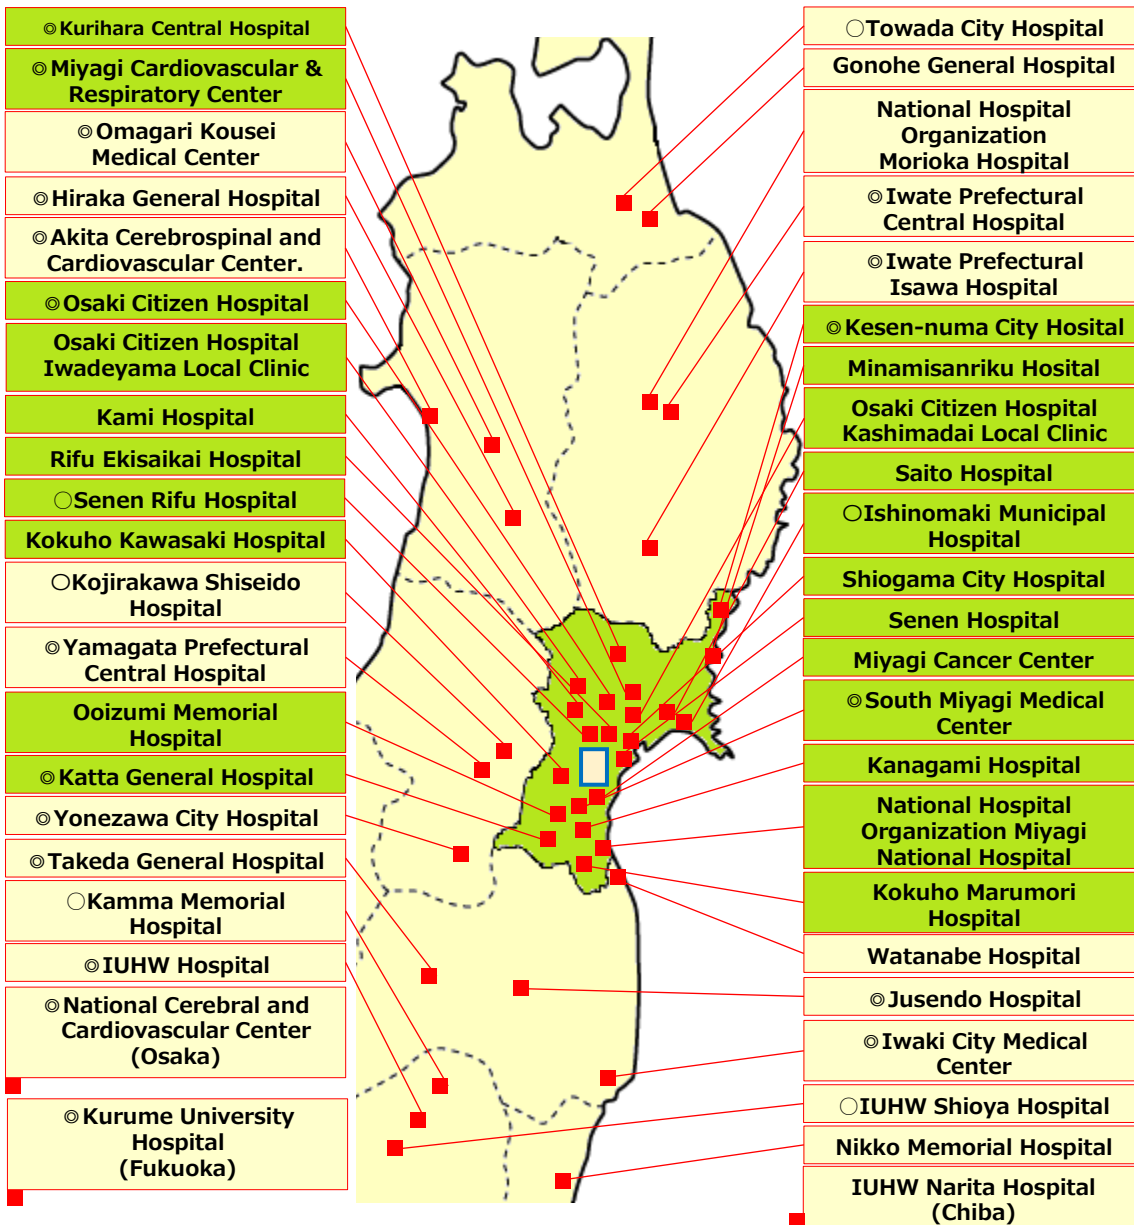 ◎Kurihara Central Hospital
◎Miyagi Cardiovascular &
Respiratory Center
◎Omagari Kousei
Medical Center
◎Hiraka General Hospital
◎Akita Cerebrospinal and
Cardiovascular Center.
◎Osaki Citizen Hospital
Osaki Citizen Hospital
Iwadeyama Local Clinic
Kami Hospital
Rifu Ekisaikai Hospital
○Senen Rifu Hospital
Kokuho Kawasaki Hospital
○Kojirakawa Shiseido
Hospital
◎Yamagata Prefectural
Central Hospital
Ooizumi Memorial
Hospital
◎Katta General Hospital
◎Yonezawa City Hospital
◎Takeda General Hospital
○Kamma Memorial
Hospital
◎IUHW Hospital
◎National Cerebral and
Cardiovascular Center
(Osaka)
◎Kurume University
Hospital
(Fukuoka)
○Towada City Hospital
Gonohe General Hospital
National Hospital
Organization
Morioka Hospital
◎Iwate Prefectural
Central Hospital
◎Iwate Prefectural
Isawa Hospital
◎Kesen-numa City Hosital
Minamisanriku Hosital
Osaki Citizen Hospital
Kashimadai Local Clinic
Saito Hospital
○Ishinomaki Municipal
Hospital
Shiogama City Hospital
Senen Hospital
Miyagi Cancer Center
◎South Miyagi Medical
Center
Kanagami Hospital
National Hospital
Organization Miyagi
National Hospital
Kokuho Marumori
Hospital
Watanabe Hospital
◎Jusendo Hospital
◎Iwaki City Medical
Center
○IUHW Shioya Hospital
Nikko Memorial Hospital
IUHW Narita Hospital
(Chiba)